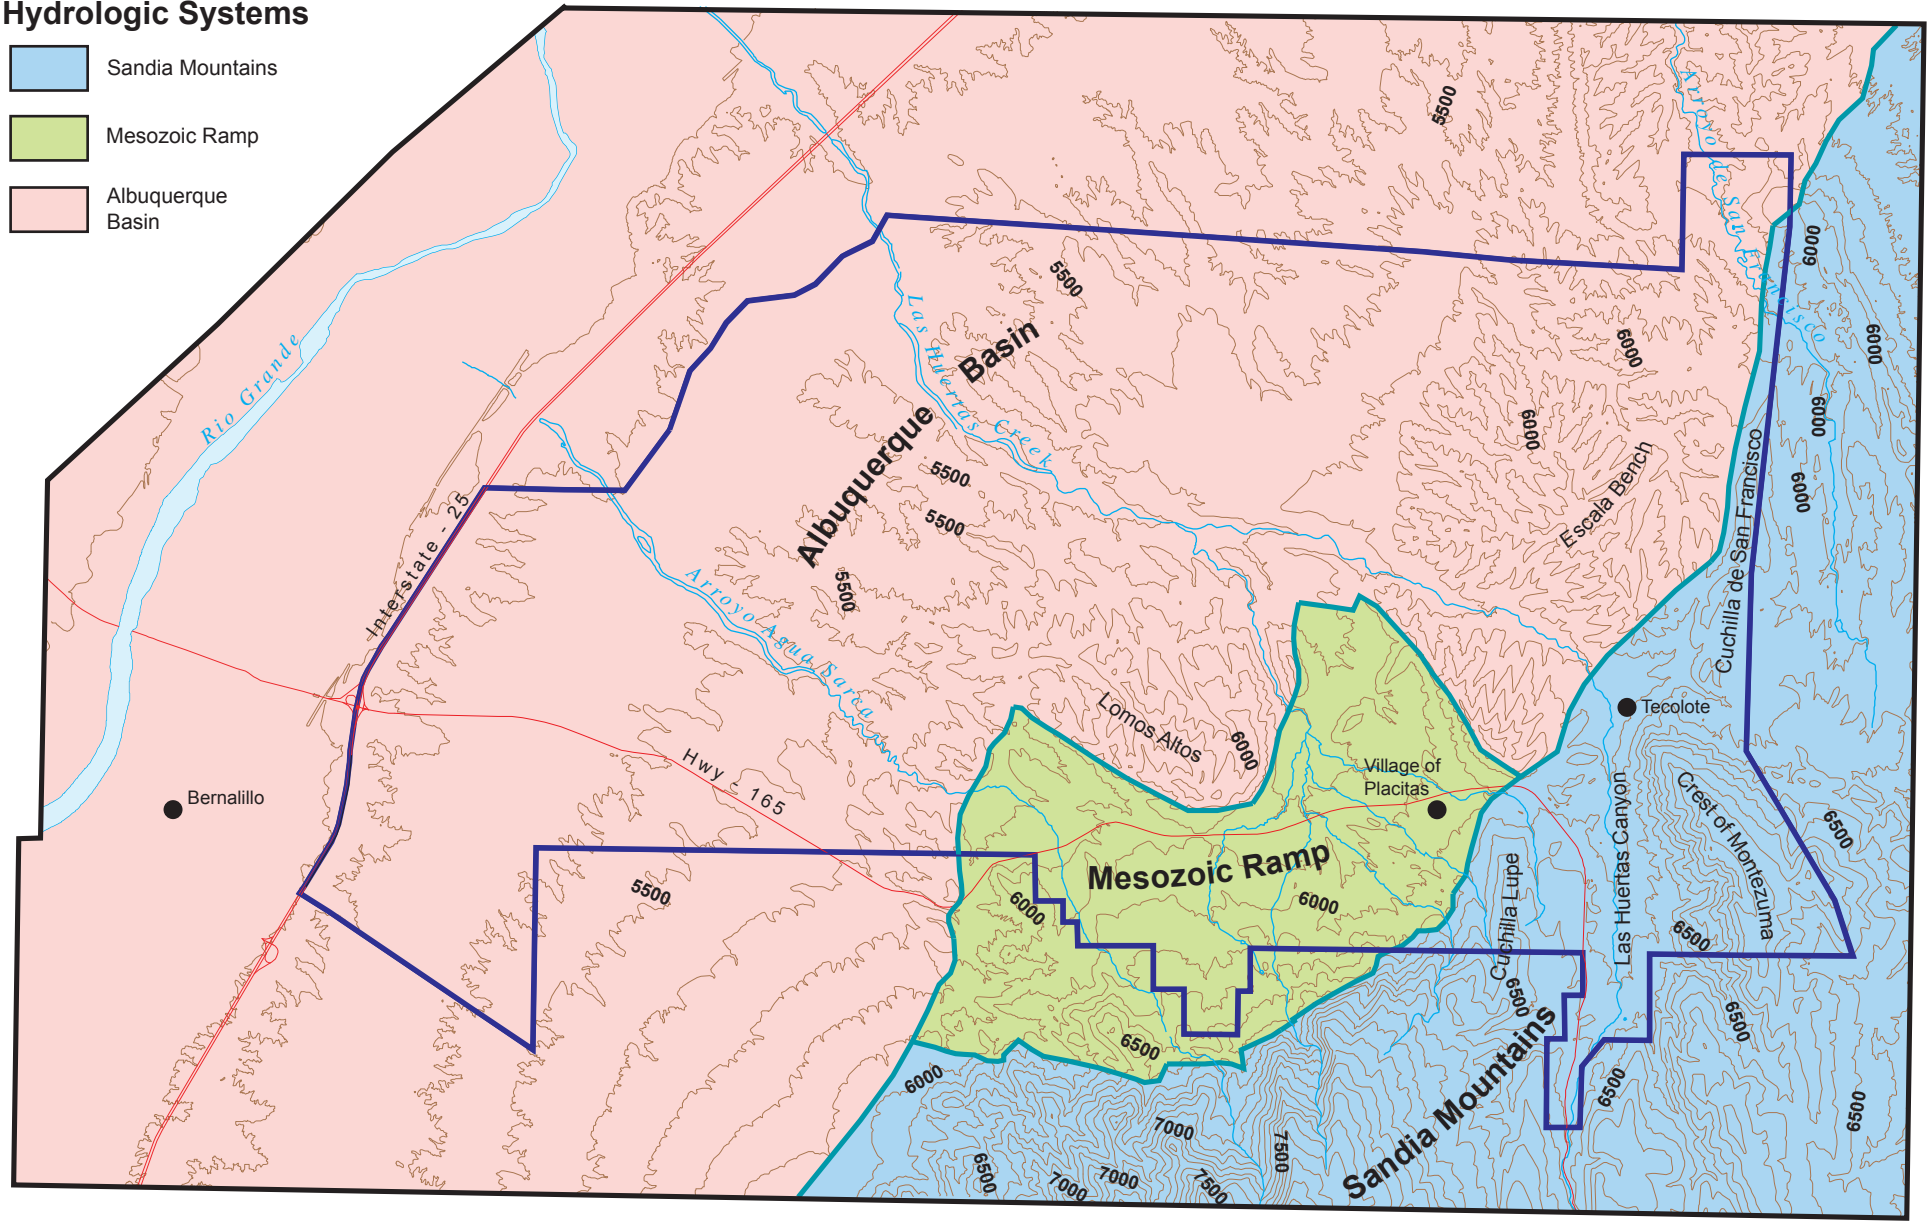 Hydrologic Systems
Sandia Mountains
Mesozoic Ramp
Albuquerque
Basin
Rio Grande
Interstate - 25
Bernalillo
Hwy - 165
Arroyo Agua Sarca
Las Huertas Creek
Albuquerque Basin
Arroyo de San Francisco
5500
5500
5500
5500
5500
5500
6000
6000
6000
6000
6000
6000
Escala Bench
Cuchilla de San Francisco
Lomos Altos
6000
Village of
Placitas
Tecolote
Mesozoic Ramp
6000
6000
6500
Cuchilla Lupe
Las Huertas Canyon
Crest of Montezuma
6500
6500
6500
6500
6500
6500
Sandia Mountains
6000
7000
7500
6500
7000
7000
7500